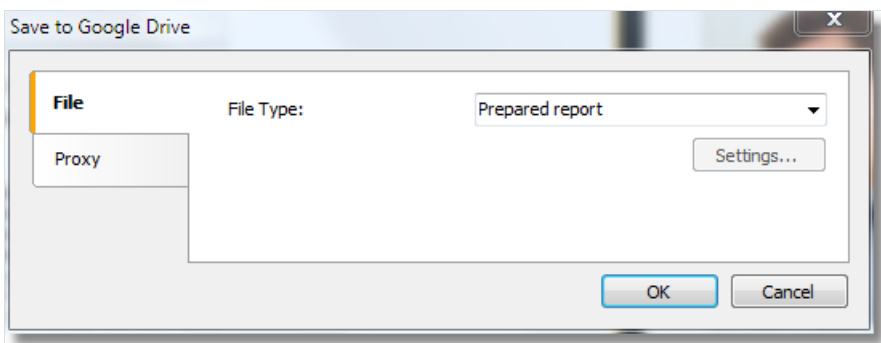 Save to Google Drive
File
File Type:
Prepared report
Proxy
Settings...
OK
Cancel